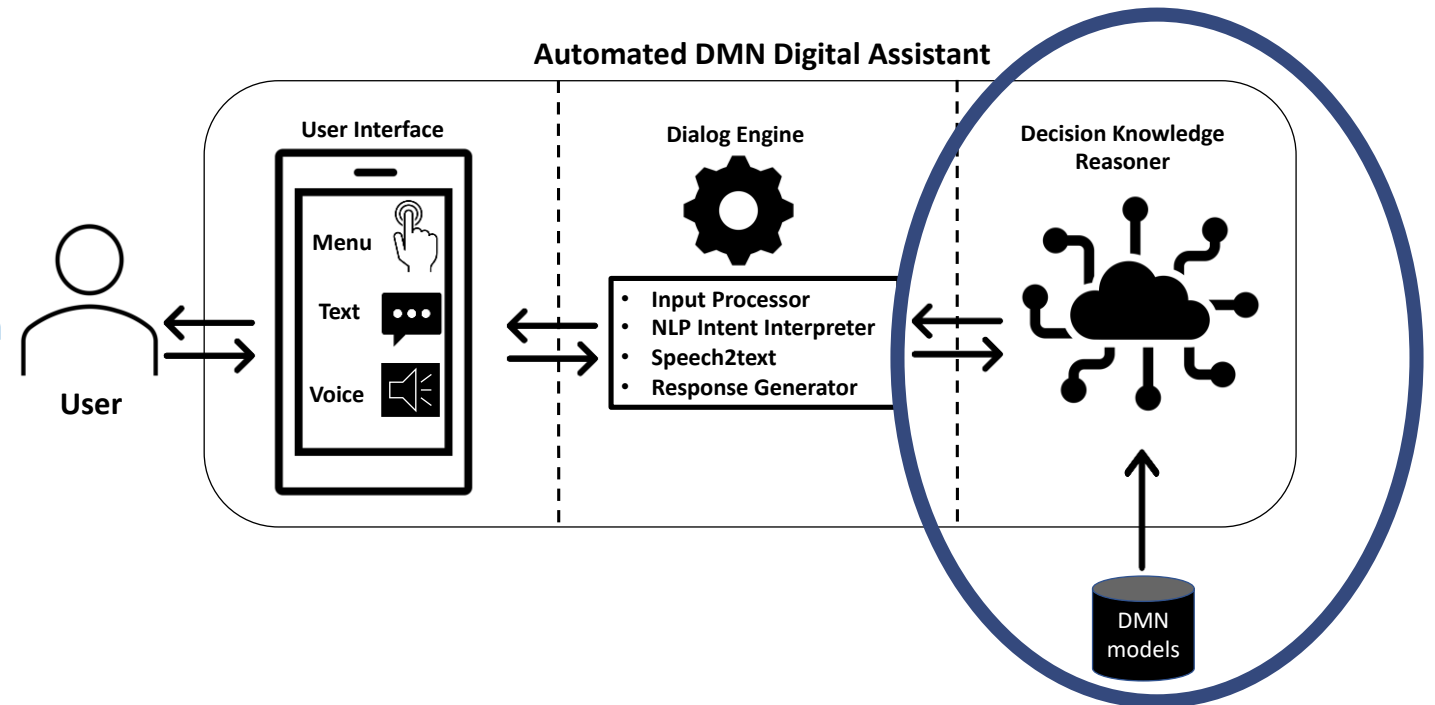 Automated DMN Digital Assistant
User Interface
Menu
Text
Voice
User
Dialog Engine
• Input Processor
• NLP Intent Interpreter
• Speech2text
• Response Generator
Decision Knowledge
Reasoner
DMN
models